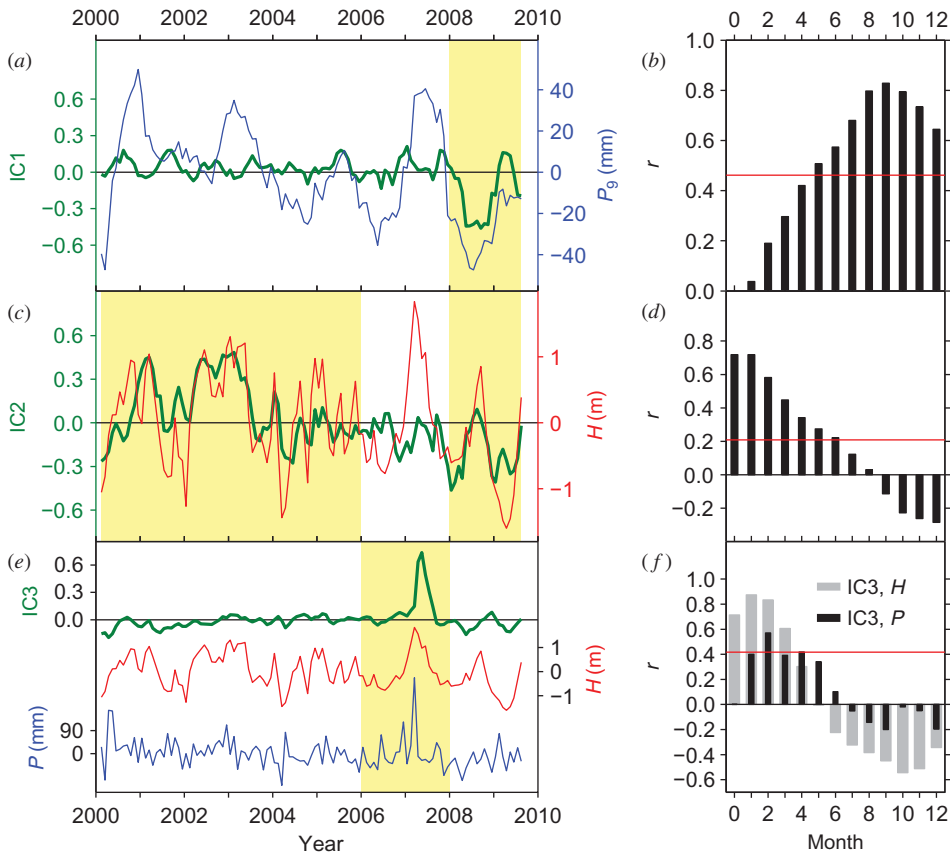 2000 2002 2004 2006 2008 2010
(a)
IC1
0.6
0.3
0.0
−0.3
−0.6
40
20
0
−20
−40
P9 (mm)
0 2 4 6 8 10 12
(b)
r
1.0
0.8
0.6
0.4
0.2
0.0
(c)
IC2
0.6
0.3
0.0
−0.3
−0.6
1
0
−1
H (m)
(d)
r
1.0
0.8
0.6
0.4
0.2
0.0
−0.2
(e)
IC3
0.6
0.3
0.0
1
0
−1
H (m)
P (mm)
90
0
2000 2002 2004 2006 2008 2010
Year
(f)
r
1.0
0.8
0.6
0.4
0.2
0.0
−0.2
−0.4
−0.6
IC3, H
IC3, P
0 2 4 6 8 10 12
Month